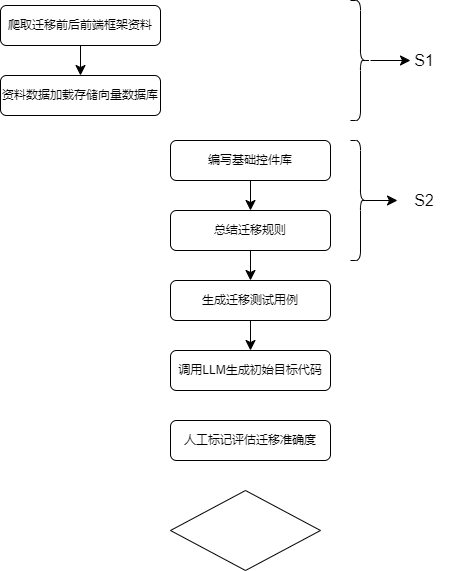 爬取迁移前后前端框架资料
S1
资料数据加载存储向量数据库
编写基础控件库
S2
总结迁移规则
生成迁移测试用例
调用LLM生成初始目标代码
人工标记评估迁移准确度